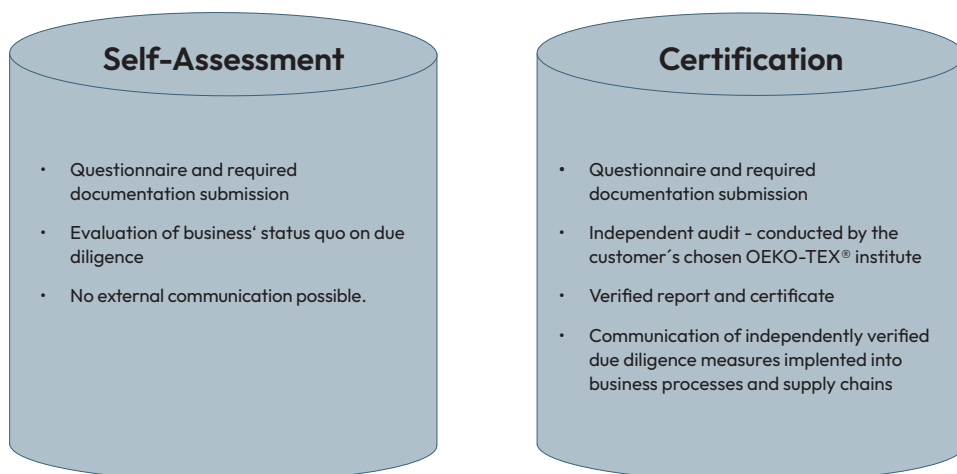 Self-Assessment
• Questionnaire and required
documentation submission
• Evaluation of business‘ status quo on due
diligence
• No external communication possible.
Certification
• Questionnaire and required
documentation submission
• Independent audit - conducted by the
customer´s chosen OEKO-TEX® institute
• Verified report and certificate
• Communication of independently verified
due diligence measures implented into
business processes and supply chains